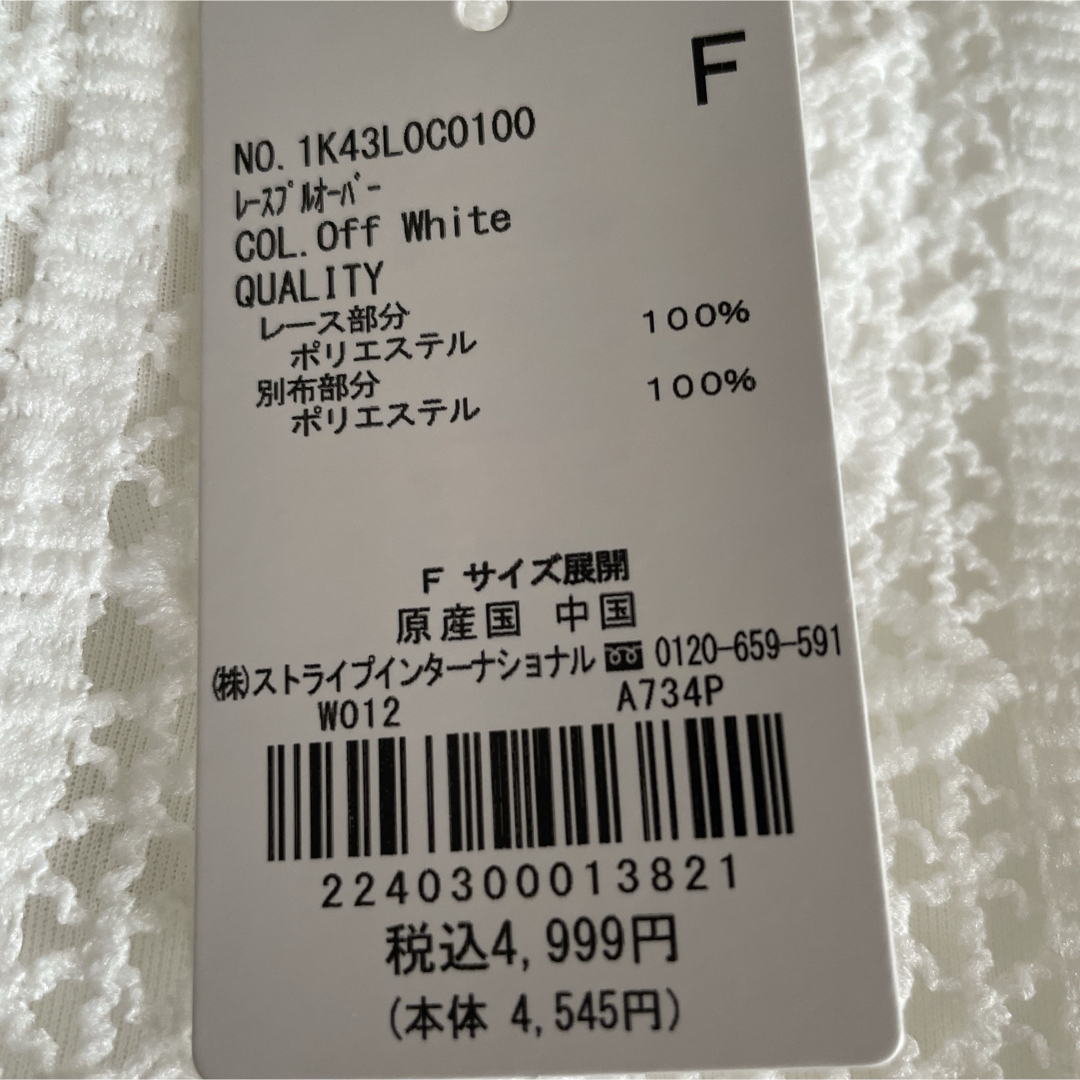 F
NO. 1K43L0C0100
ﾚｰｽﾌﾟﾙｵｰﾊﾞｰ
COL. Off White
QUALITY
レース部分
ポリエステル 100%
別布部分
ポリエステル 100%
F サイズ展開
原産国 中国
㈱ストライプインターナショナル 0120-659-591
W012 A734P
2240300013821
税込4,999円
(本体 4,545円)